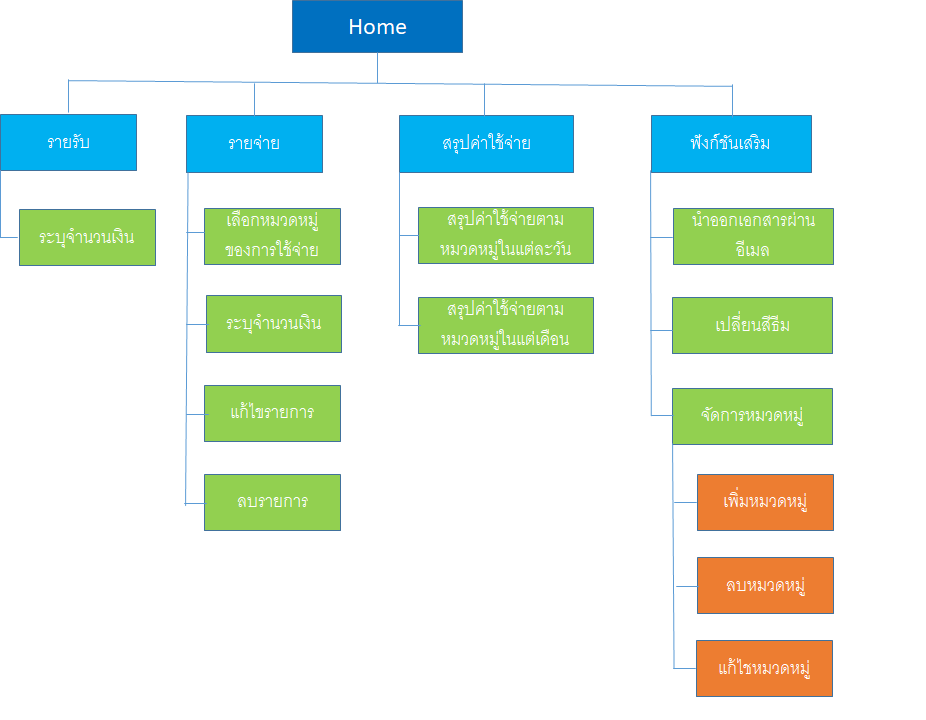 Home
รายรับ
รายจ่าย
สรุปค่าใช้จ่าย
ฟังก์ชันเสริม
ระบุจำนวนเงิน
เลือกหมวดหมู่
ของการใช้จ่าย
ระบุจำนวนเงิน
แก้ไขรายการ
ลบรายการ
สรุปค่าใช้จ่ายตาม
หมวดหมู่ในแต่ละวัน
สรุปค่าใช้จ่ายตาม
หมวดหมู่ในแต่เดือน
นำออกเอกสารผ่าน
อีเมล
เปลี่ยนสีธีม
จัดการหมวดหมู่
เพิ่มหมวดหมู่
ลบหมวดหมู่
แก้ไขหมวดหมู่